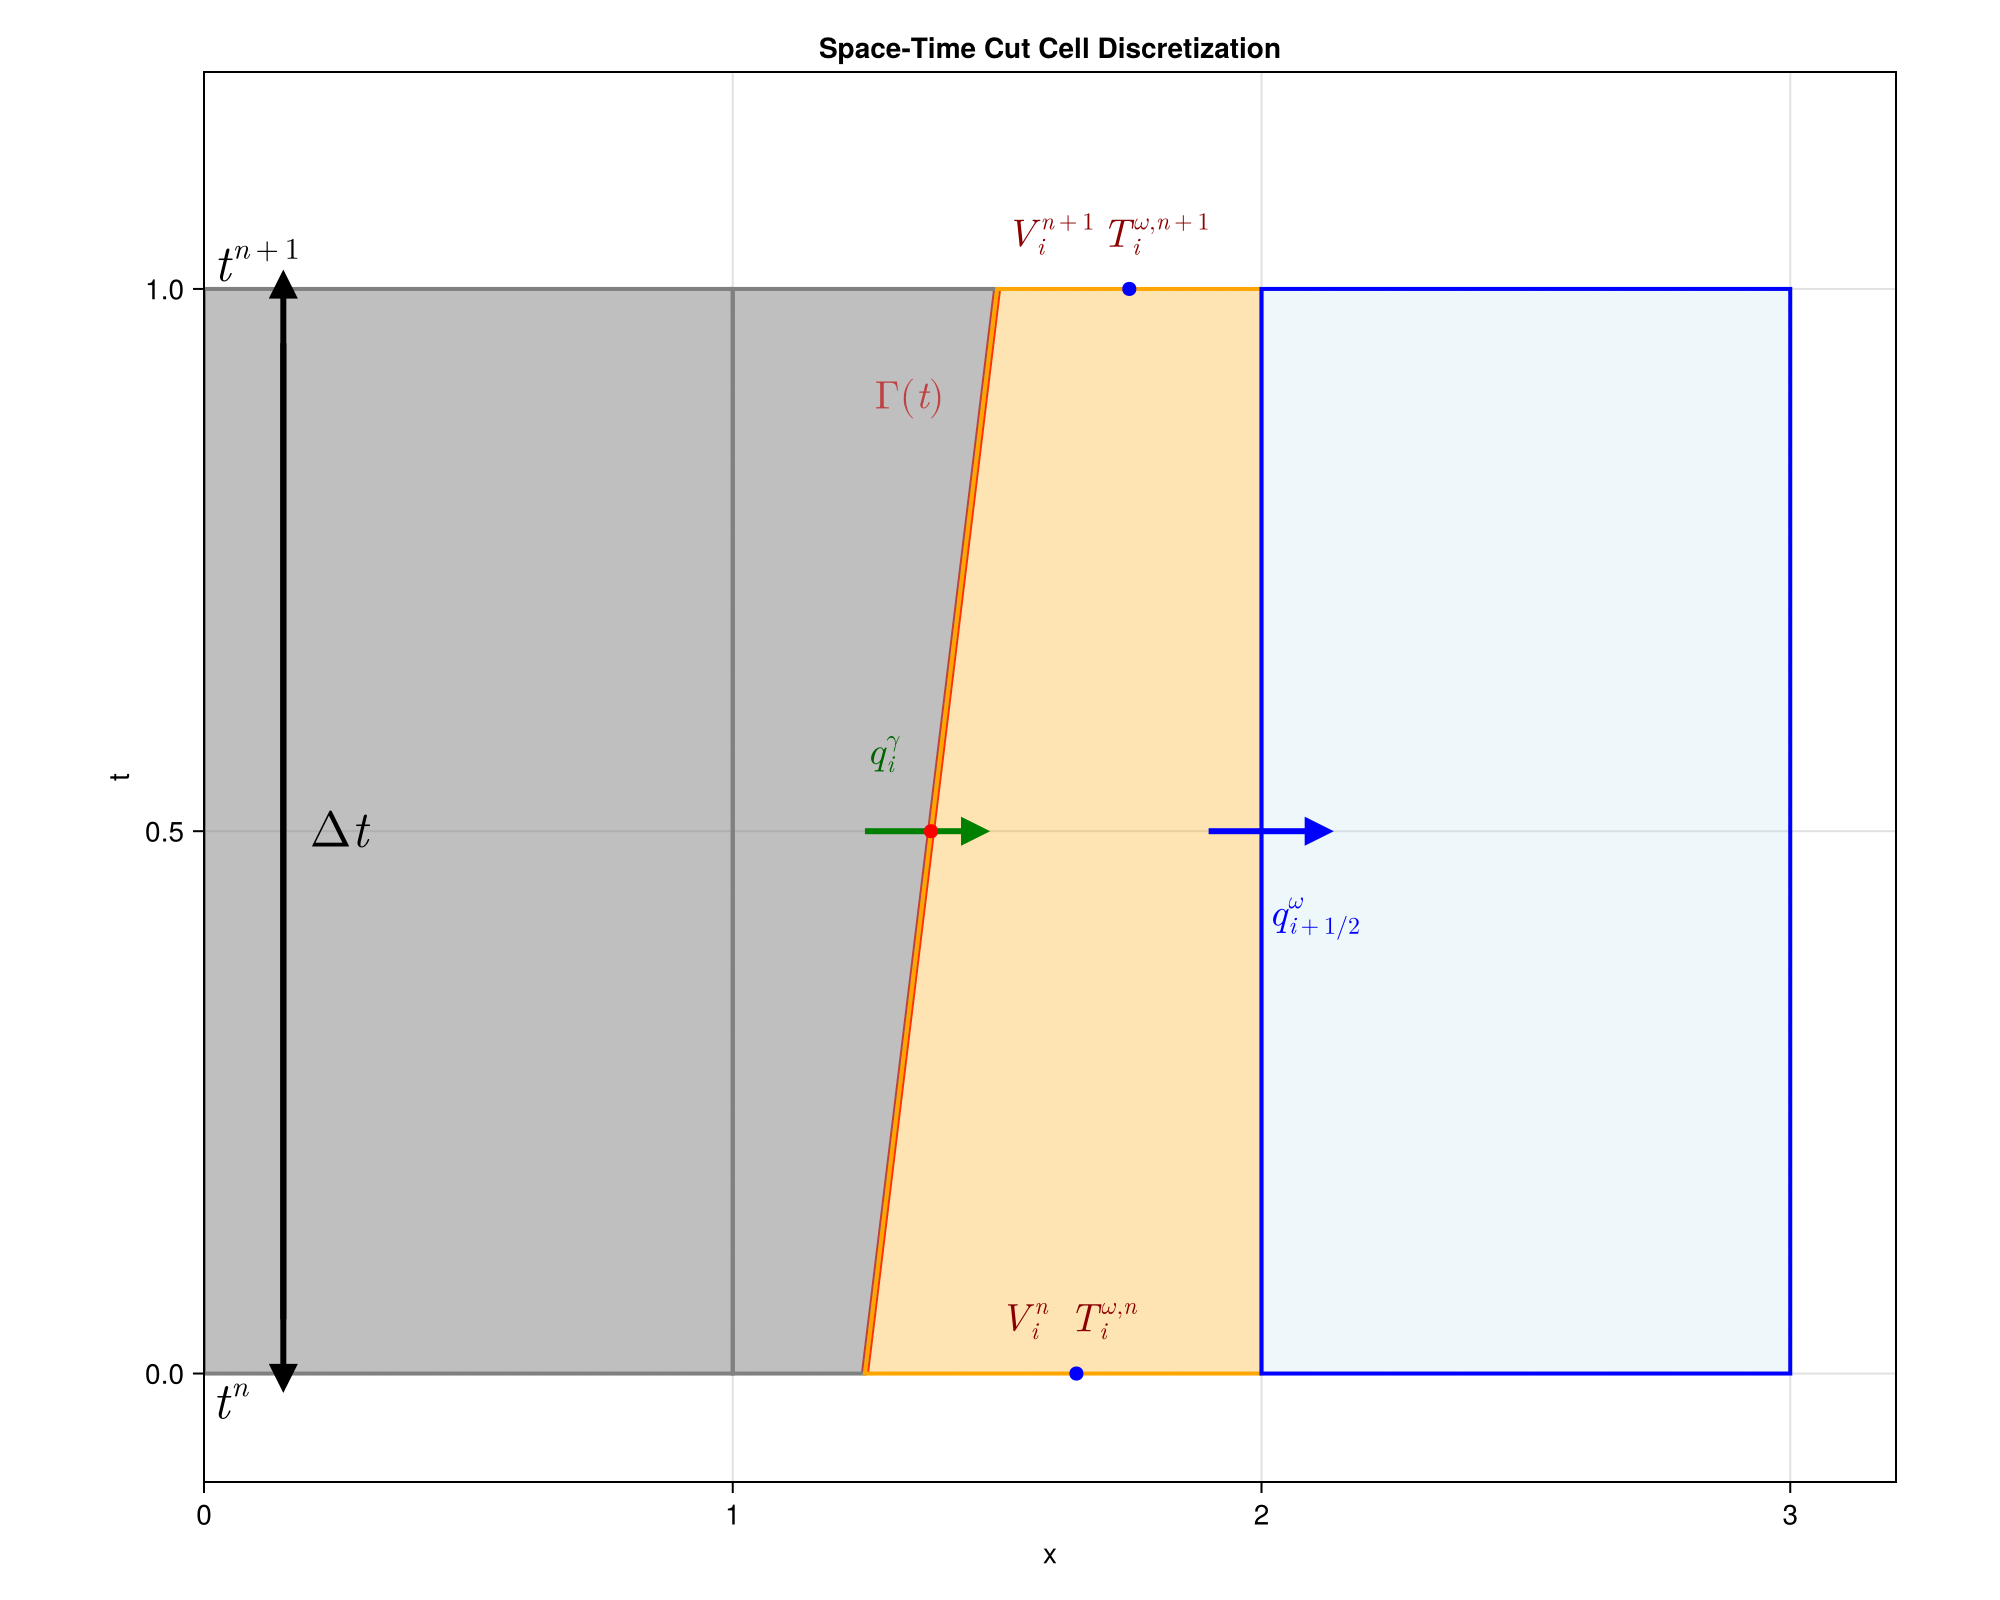 Space-Time Cut Cell Discretization
V_i^{n+1} T_i^{ω,n+1}
t^{n+1}
1.0
Γ(t)
q_i^γ
t
0.5
Δt
q_{i+1/2}^ω
V_i^n T_i^{ω,n}
0.0
t^n
0 1 2 3
x